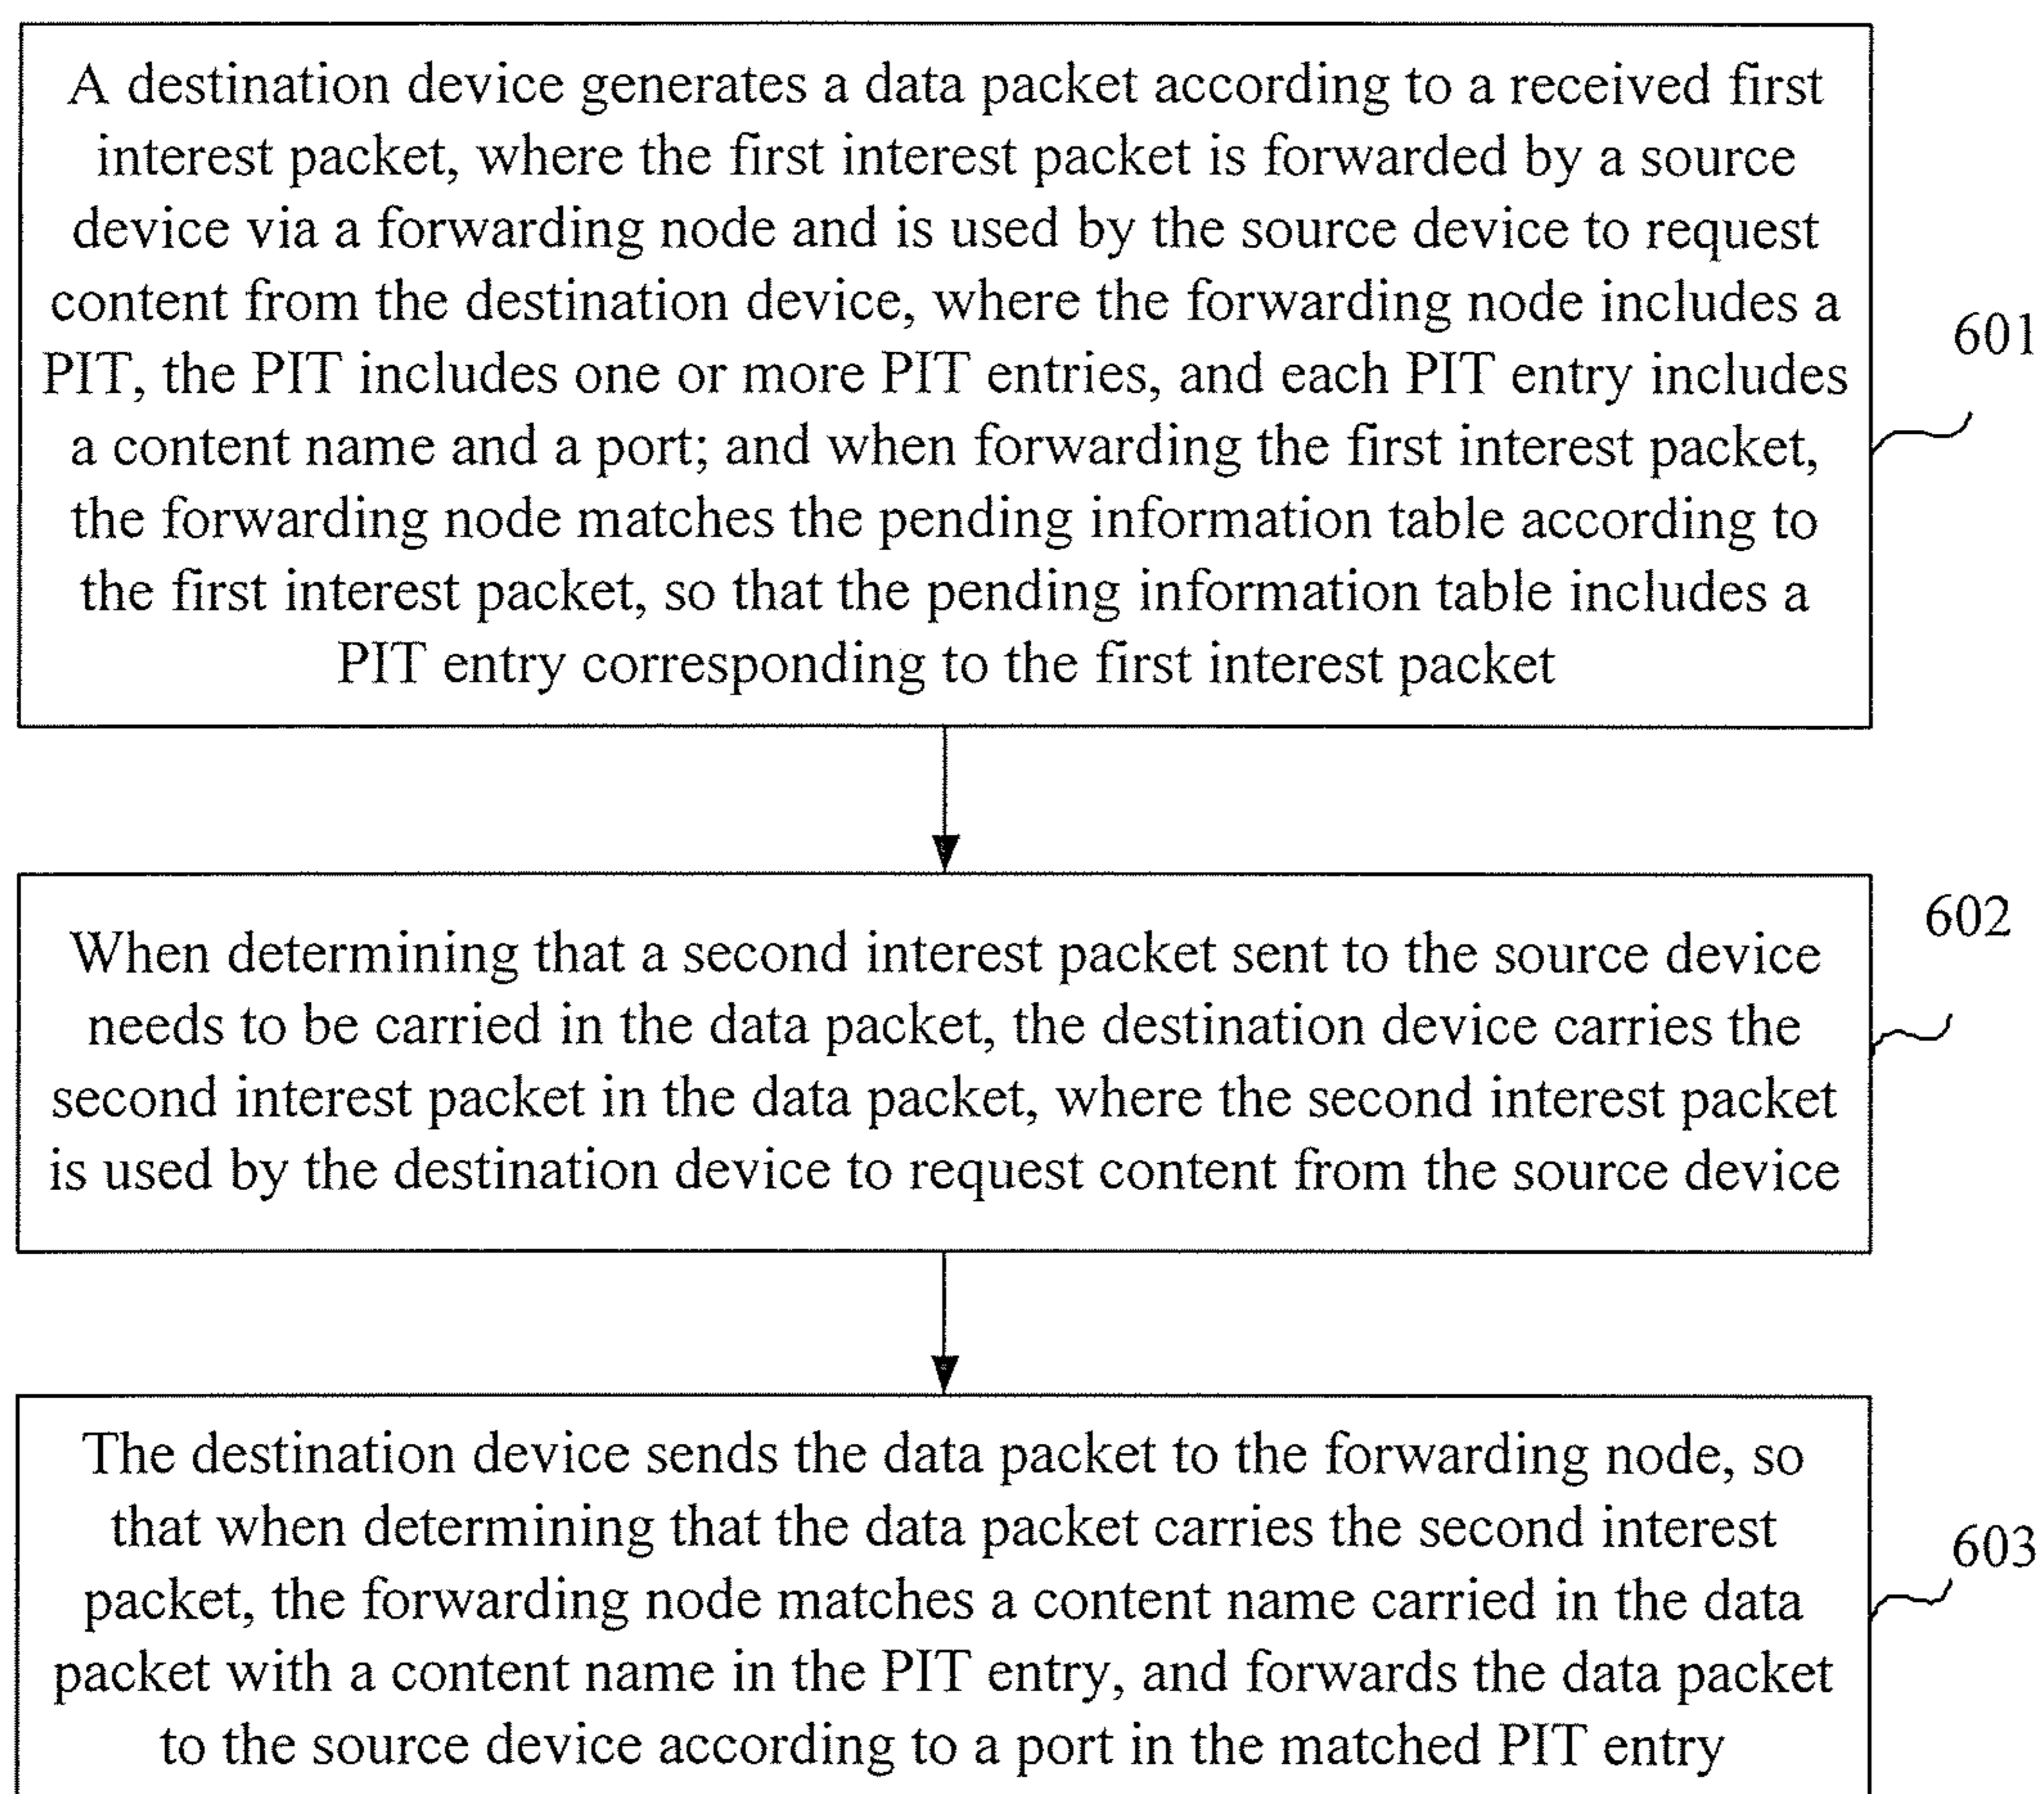 A destination device generates a data packet according to a received first
interest packet, where the first interest packet is forwarded by a source
device via a forwarding node and is used by the source device to request
content from the destination device, where the forwarding node includes a
PIT, the PIT includes one or more PIT entries, and each PIT entry includes
a content name and a port; and when forwarding the first interest packet,
the forwarding node matches the pending information table according to
the first interest packet, so that the pending information table includes a
PIT entry corresponding to the first interest packet
601
When determining that a second interest packet sent to the source device
needs to be carried in the data packet, the destination device carries the
second interest packet in the data packet, where the second interest packet
is used by the destination device to request content from the source device
602
The destination device sends the data packet to the forwarding node, so
that when determining that the data packet carries the second interest
packet, the forwarding node matches a content name carried in the data
packet with a content name in the PIT entry, and forwards the data packet
to the source device according to a port in the matched PIT entry
603